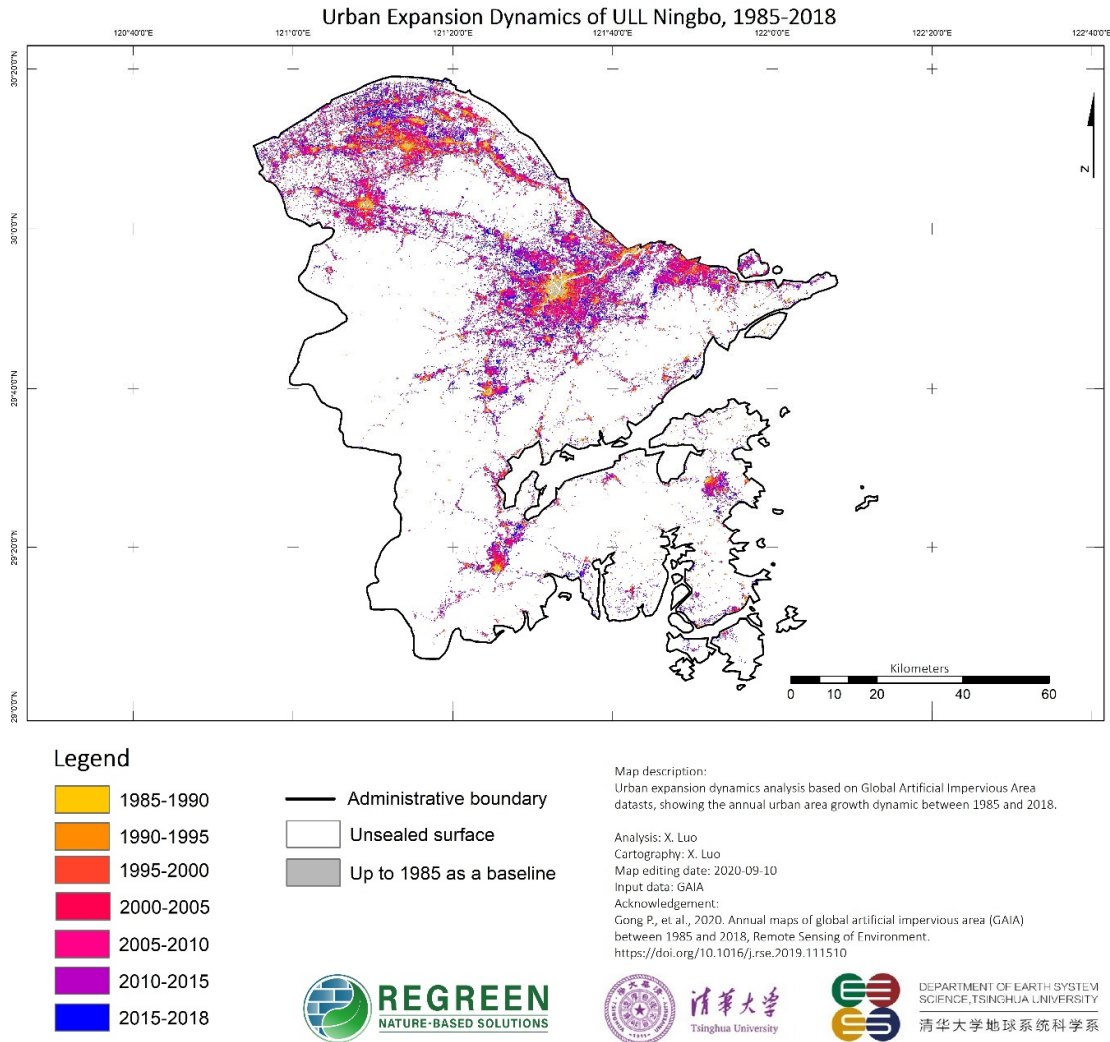 Urban Expansion Dynamics of ULL Ningbo, 1985-2018
120°40'0"E 121°0'0"E 121°20'0"E 121°40'0"E 122°0'0"E 122°20'0"E 122°40'0"E
30°20'0"N
30°0'0"N
29°40'0"N
29°20'0"N
29°0'0"N
N
Kilometers
0 10 20 40 60
Legend
1985-1990
1990-1995
1995-2000
2000-2005
2005-2010
2010-2015
2015-2018
Administrative boundary
Unsealed surface
Up to 1985 as a baseline
Map description:
Urban expansion dynamics analysis based on Global Artificial Impervious Area
datasts, showing the annual urban area growth dynamic between 1985 and 2018.
Analysis: X. Luo
Cartography: X. Luo
Map editing date: 2020-09-10
Input data: GAIA
Acknowledgement:
Gong P., et al., 2020. Annual maps of global artificial impervious area (GAIA)
between 1985 and 2018, Remote Sensing of Environment.
https://doi.org/10.1016/j.rse.2019.111510
REGREEN
NATURE-BASED SOLUTIONS
清華大学
Tsinghua University
DEPARTMENT OF EARTH SYSTEM
SCIENCE,TSINGHUA UNIVERSITY
清华大学地球系统科学系